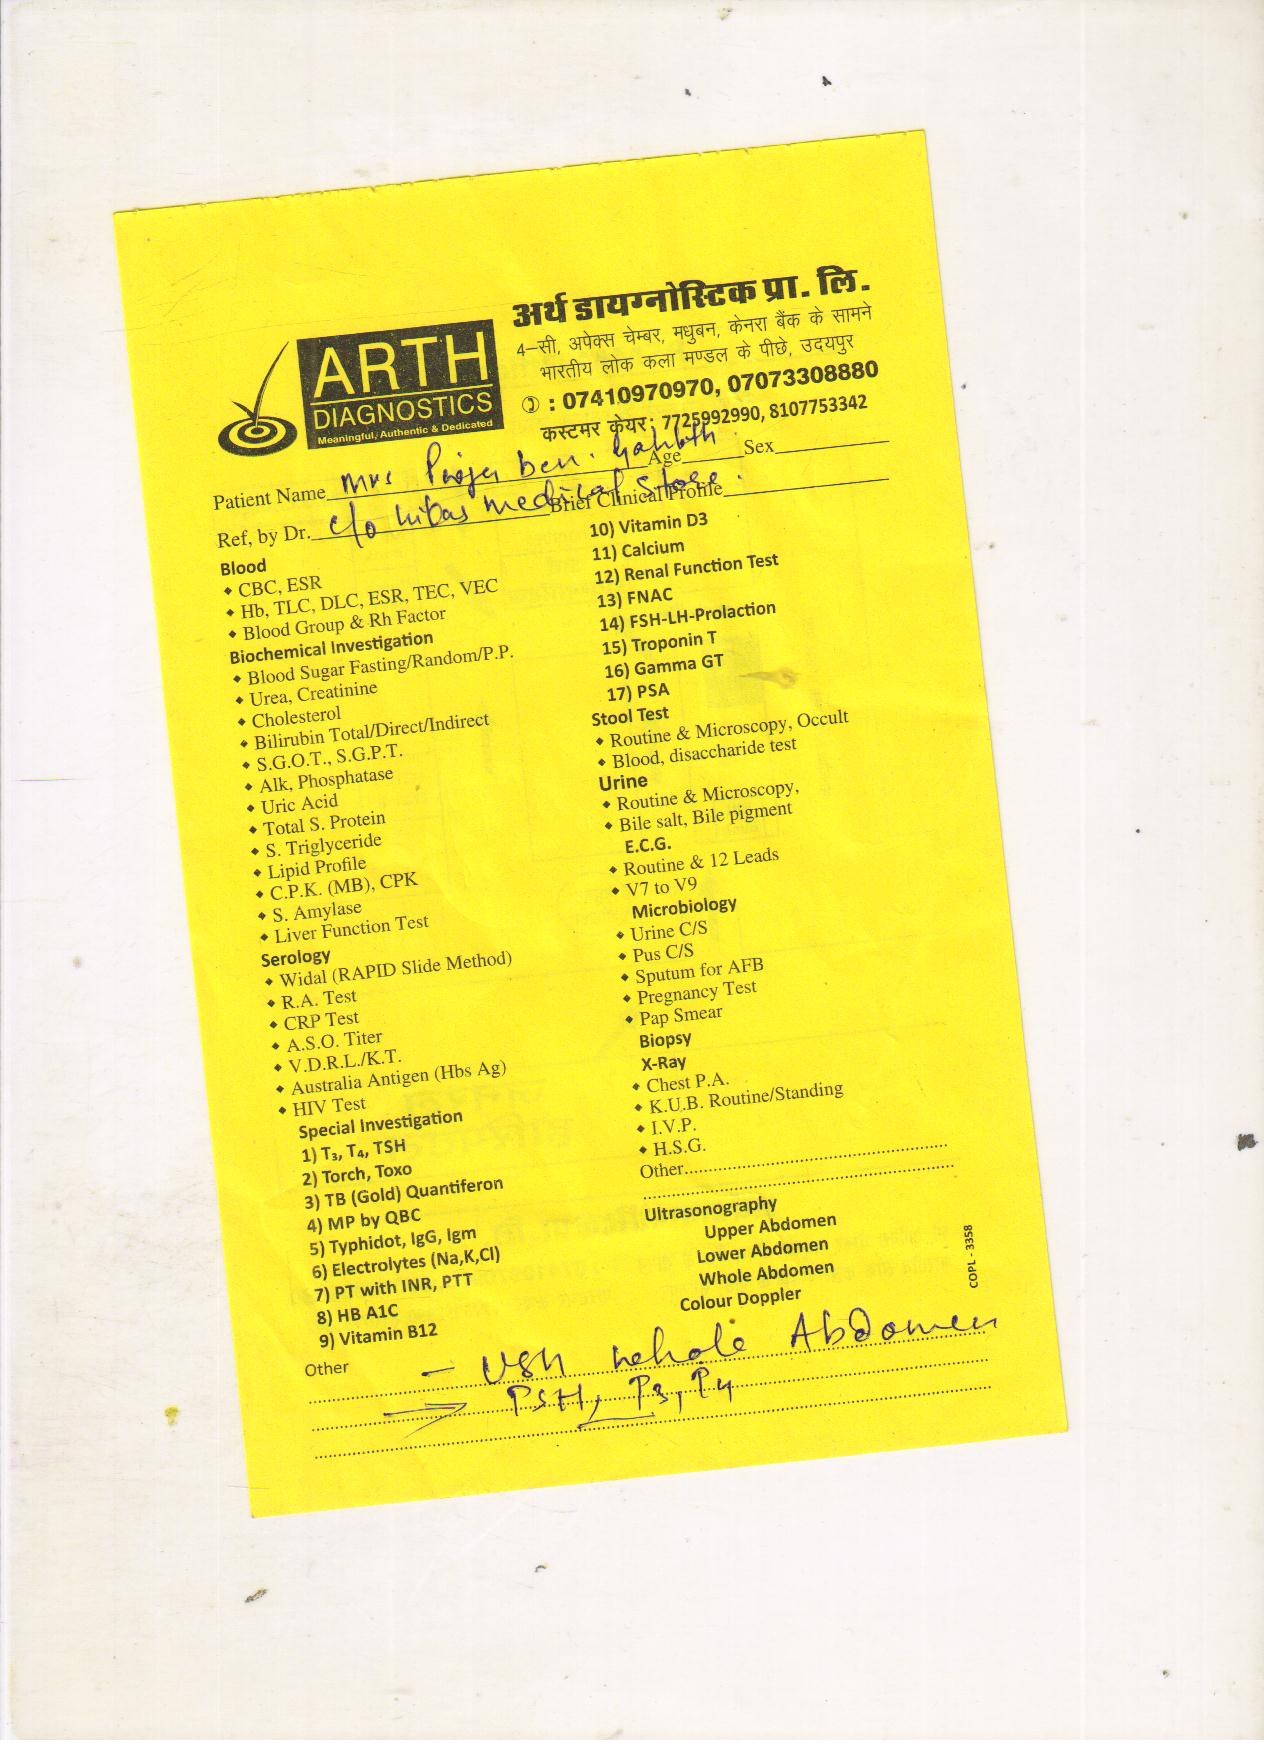 अर्थ डायग्नोस्टिक प्रा. लि.
4-सी, अपेक्स चेम्बर, मधुबन, केनरा बैंक के सामने
भारतीय लोक कला मण्डल के पीछे, उदयपुर
: 07410970970, 07073308880
कस्टमर केयर: 7725992990, 8107753342
ARTH
DIAGNOSTICS
Meaningful, Authentic & Dedicated
Patient Name Mrs ben. Age Sex
Ref, by Dr. c/o medical Store. Brief Clinical Profile
Blood
◆ CBC, ESR
◆ Hb, TLC, DLC, ESR, TEC, VEC
◆ Blood Group & Rh Factor
Biochemical Investigation
◆ Blood Sugar Fasting/Random/P.P.
◆ Urea, Creatinine
◆ Cholesterol
◆ Bilirubin Total/Direct/Indirect
◆ S.G.O.T., S.G.P.T.
◆ Alk, Phosphatase
◆ Uric Acid
◆ Total S. Protein
◆ S. Triglyceride
◆ Lipid Profile
◆ C.P.K. (MB), CPK
◆ S. Amylase
◆ Liver Function Test
Serology
◆ Widal (RAPID Slide Method)
◆ R.A. Test
◆ CRP Test
◆ A.S.O. Titer
◆ V.D.R.L./K.T.
◆ Australia Antigen (Hbs Ag)
◆ HIV Test
Special Investigation
1) T₃, T₄, TSH
2) Torch, Toxo
3) TB (Gold) Quantiferon
4) MP by QBC
5) Typhidot, IgG, Igm
6) Electrolytes (Na,K,Cl)
7) PT with INR, PTT
8) HB A1C
9) Vitamin B12
10) Vitamin D3
11) Calcium
12) Renal Function Test
13) FNAC
14) FSH-LH-Prolaction
15) Troponin T
16) Gamma GT
17) PSA
Stool Test
◆ Routine & Microscopy, Occult
◆ Blood, disaccharide test
Urine
◆ Routine & Microscopy,
◆ Bile salt, Bile pigment
E.C.G.
◆ Routine & 12 Leads
◆ V7 to V9
Microbiology
◆ Urine C/S
◆ Pus C/S
◆ Sputum for AFB
◆ Pregnancy Test
◆ Pap Smear
Biopsy
X-Ray
◆ Chest P.A.
◆ K.U.B. Routine/Standing
◆ I.V.P.
◆ H.S.G.
Other
Ultrasonography
Upper Abdomen
Lower Abdomen
Whole Abdomen
Colour Doppler
COPL - 3358
Other - USG whole Abdomen